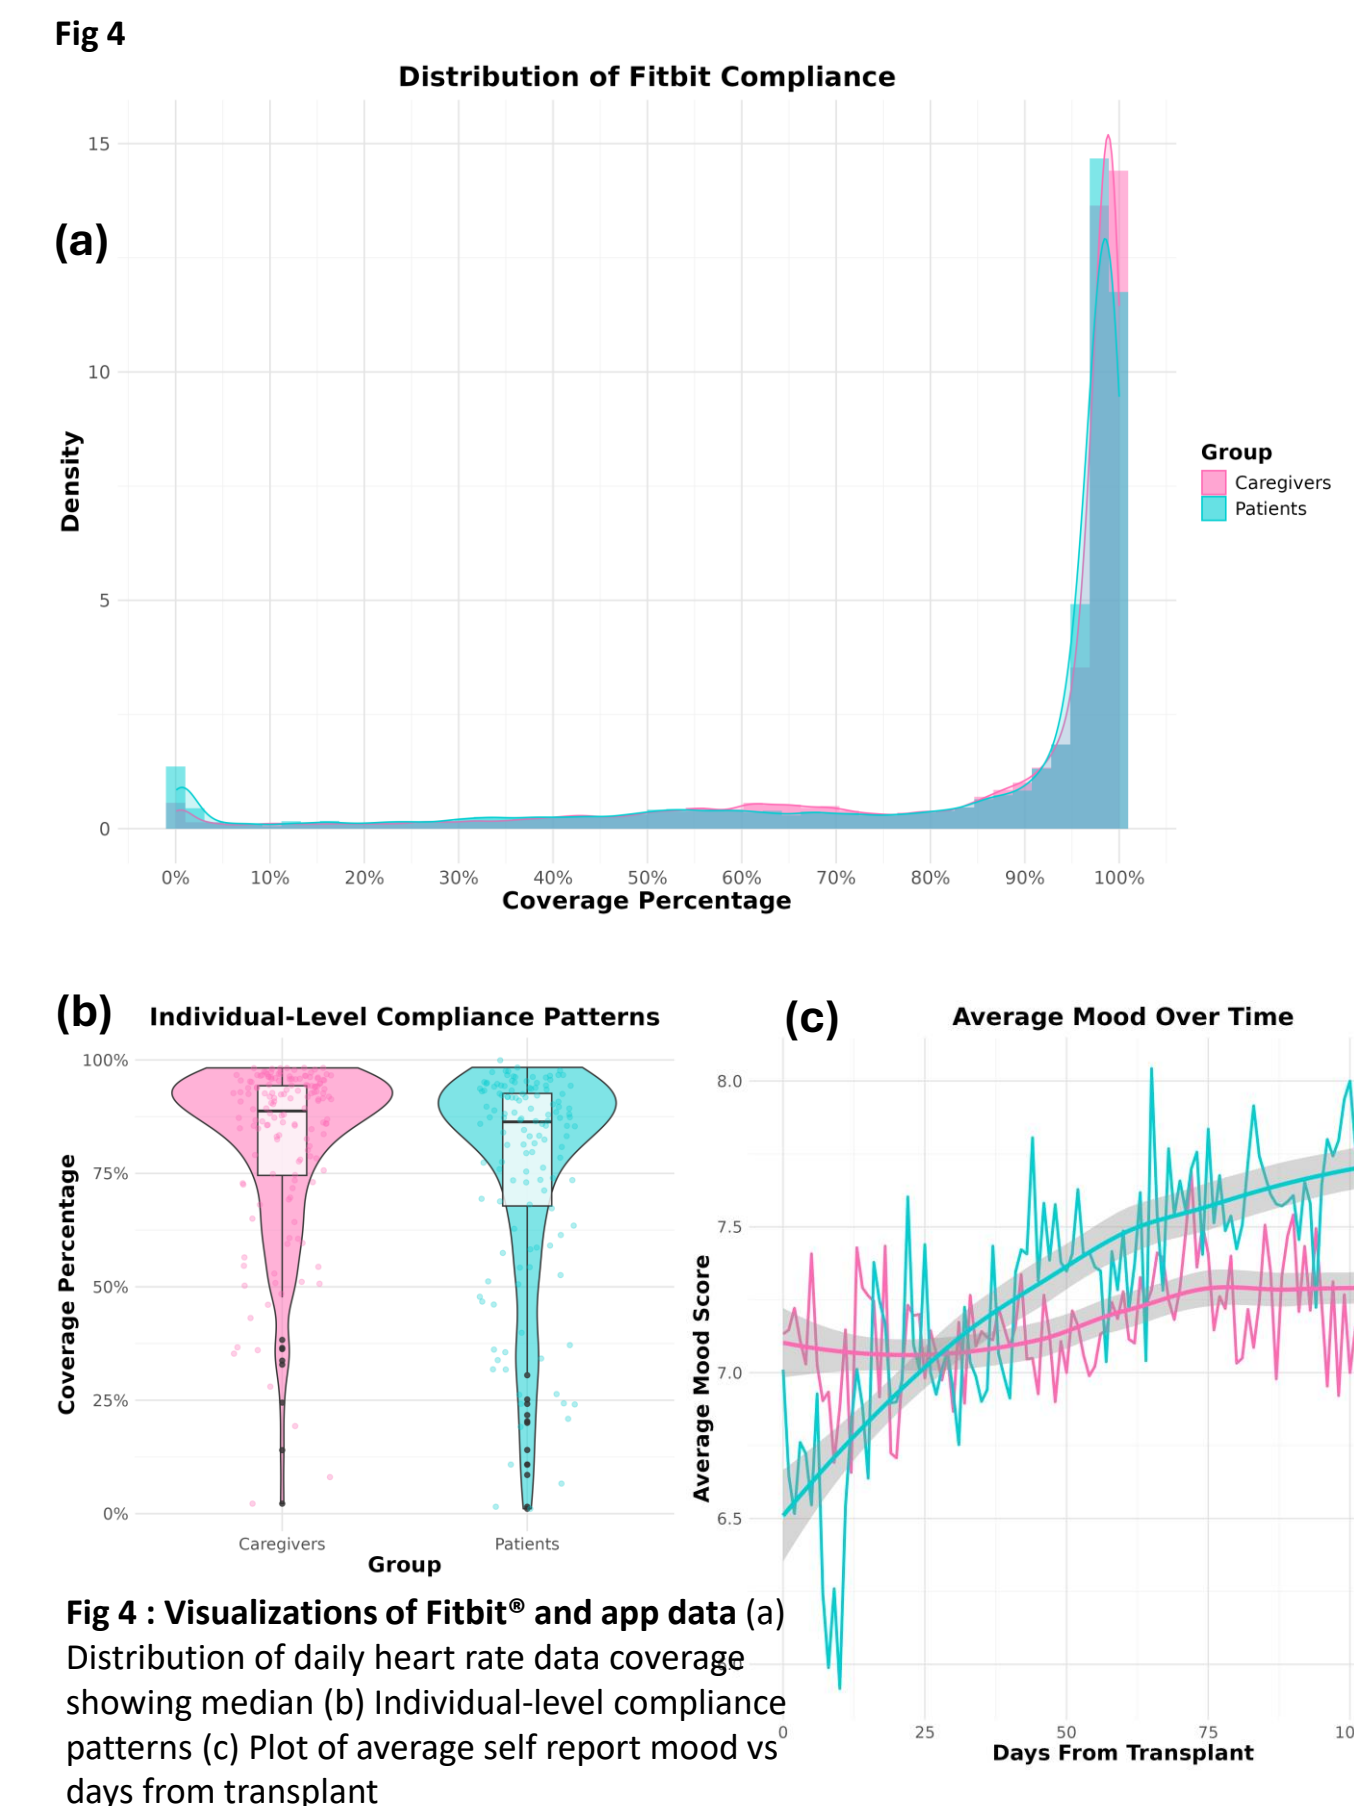 Fig 4
Distribution of Fitbit Compliance
(a)
15
10
5
0
Density
0% 10% 20% 30% 40% 50% 60% 70% 80% 90% 100%
Coverage Percentage
Group
Caregivers
Patients
(b)
Individual-Level Compliance Patterns
100%
75%
50%
25%
0%
Coverage Percentage
Caregivers Patients
Group
(c)
Average Mood Over Time
8.0
7.5
7.0
6.5
Average Mood Score
0 25 50 75 10
Days From Transplant
Fig 4 : Visualizations of Fitbit® and app data (a)
Distribution of daily heart rate data coverage
showing median (b) Individual-level compliance
patterns (c) Plot of average self report mood vs
days from transplant